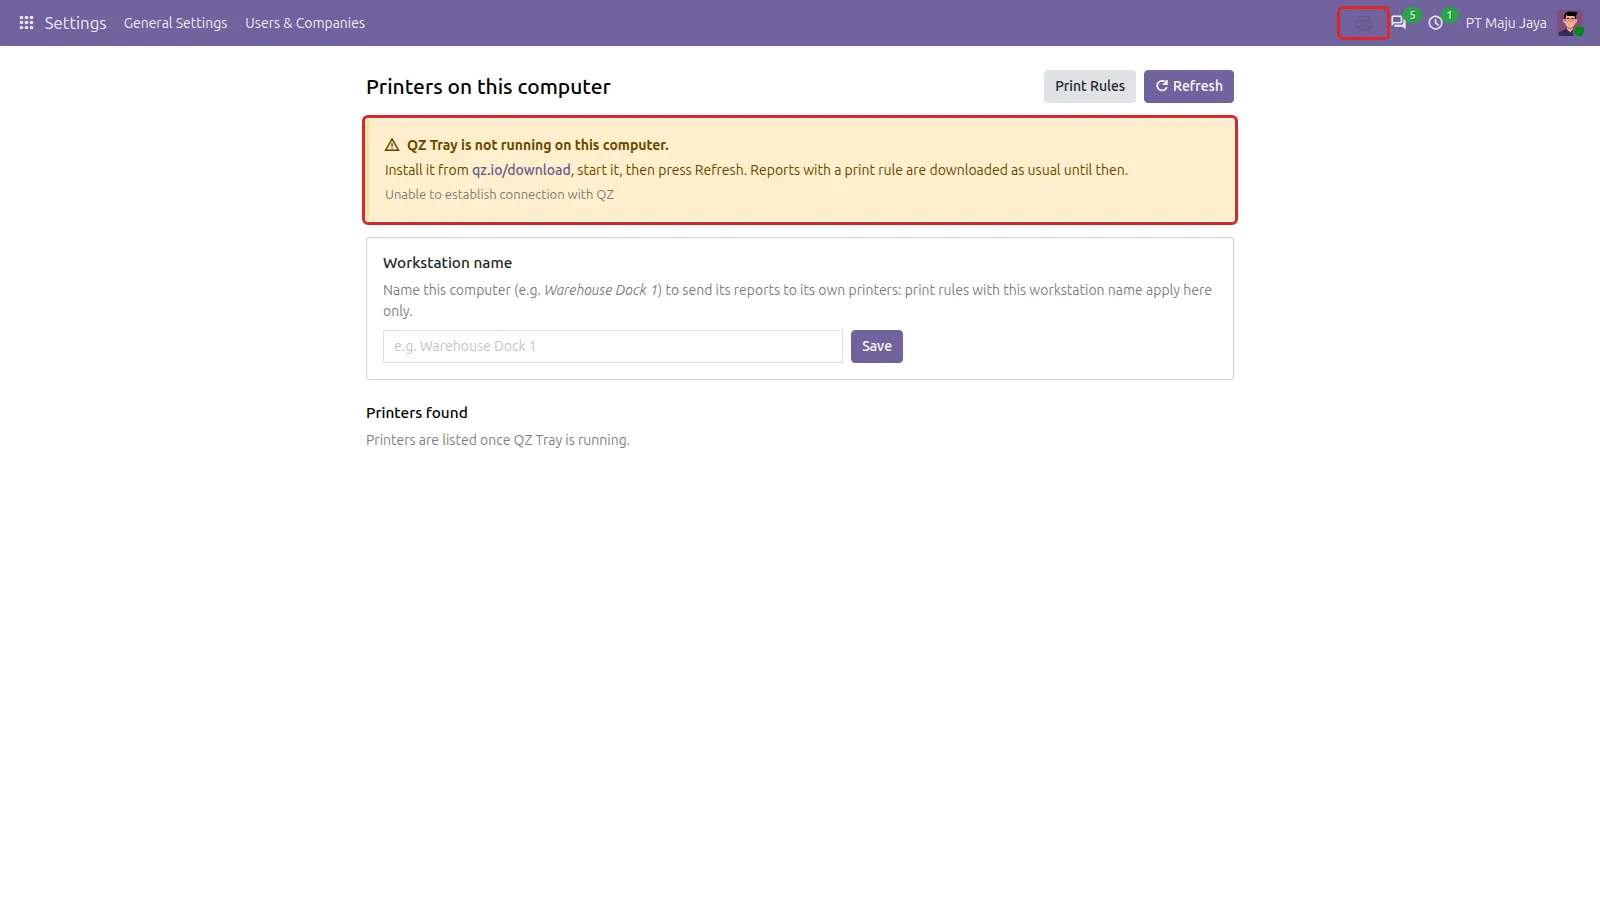 Settings General Settings Users & Companies 5 1 PT Maju Jaya
Printers on this computer
Print Rules Refresh
QZ Tray is not running on this computer.
Install it from qz.io/download, start it, then press Refresh. Reports with a print rule are downloaded as usual until then.
Unable to establish connection with QZ
Workstation name
Name this computer (e.g. Warehouse Dock 1) to send its reports to its own printers: print rules with this workstation name apply here
only.
e.g. Warehouse Dock 1 Save
Printers found
Printers are listed once QZ Tray is running.